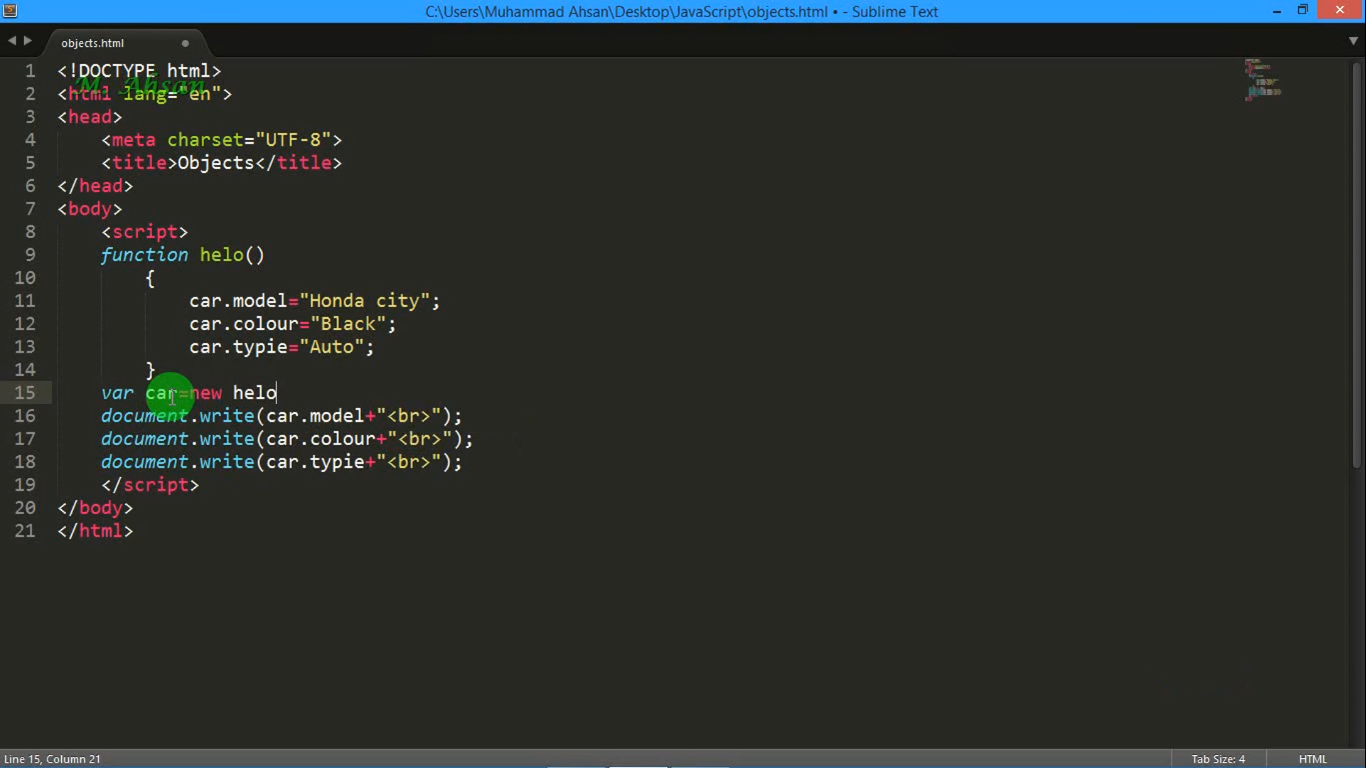 C:\Users\Muhammad Ahsan\Desktop\JavaScript\objects.html • - Sublime Text
objects.html
1 <!DOCTYPE html>
M. Ahsan
2 <html lang="en">
3 <head>
4 <meta charset="UTF-8">
5 <title>Objects</title>
6 </head>
7 <body>
8 <script>
9 function helo()
10 {
11 car.model="Honda city";
12 car.colour="Black";
13 car.typie="Auto";
14 }
15 var car=new helo
16 document.write(car.model+"<br>");
17 document.write(car.colour+"<br>");
18 document.write(car.typie+"<br>");
19 </script>
20 </body>
21 </html>
Line 15, Column 21
Tab Size: 4
HTML